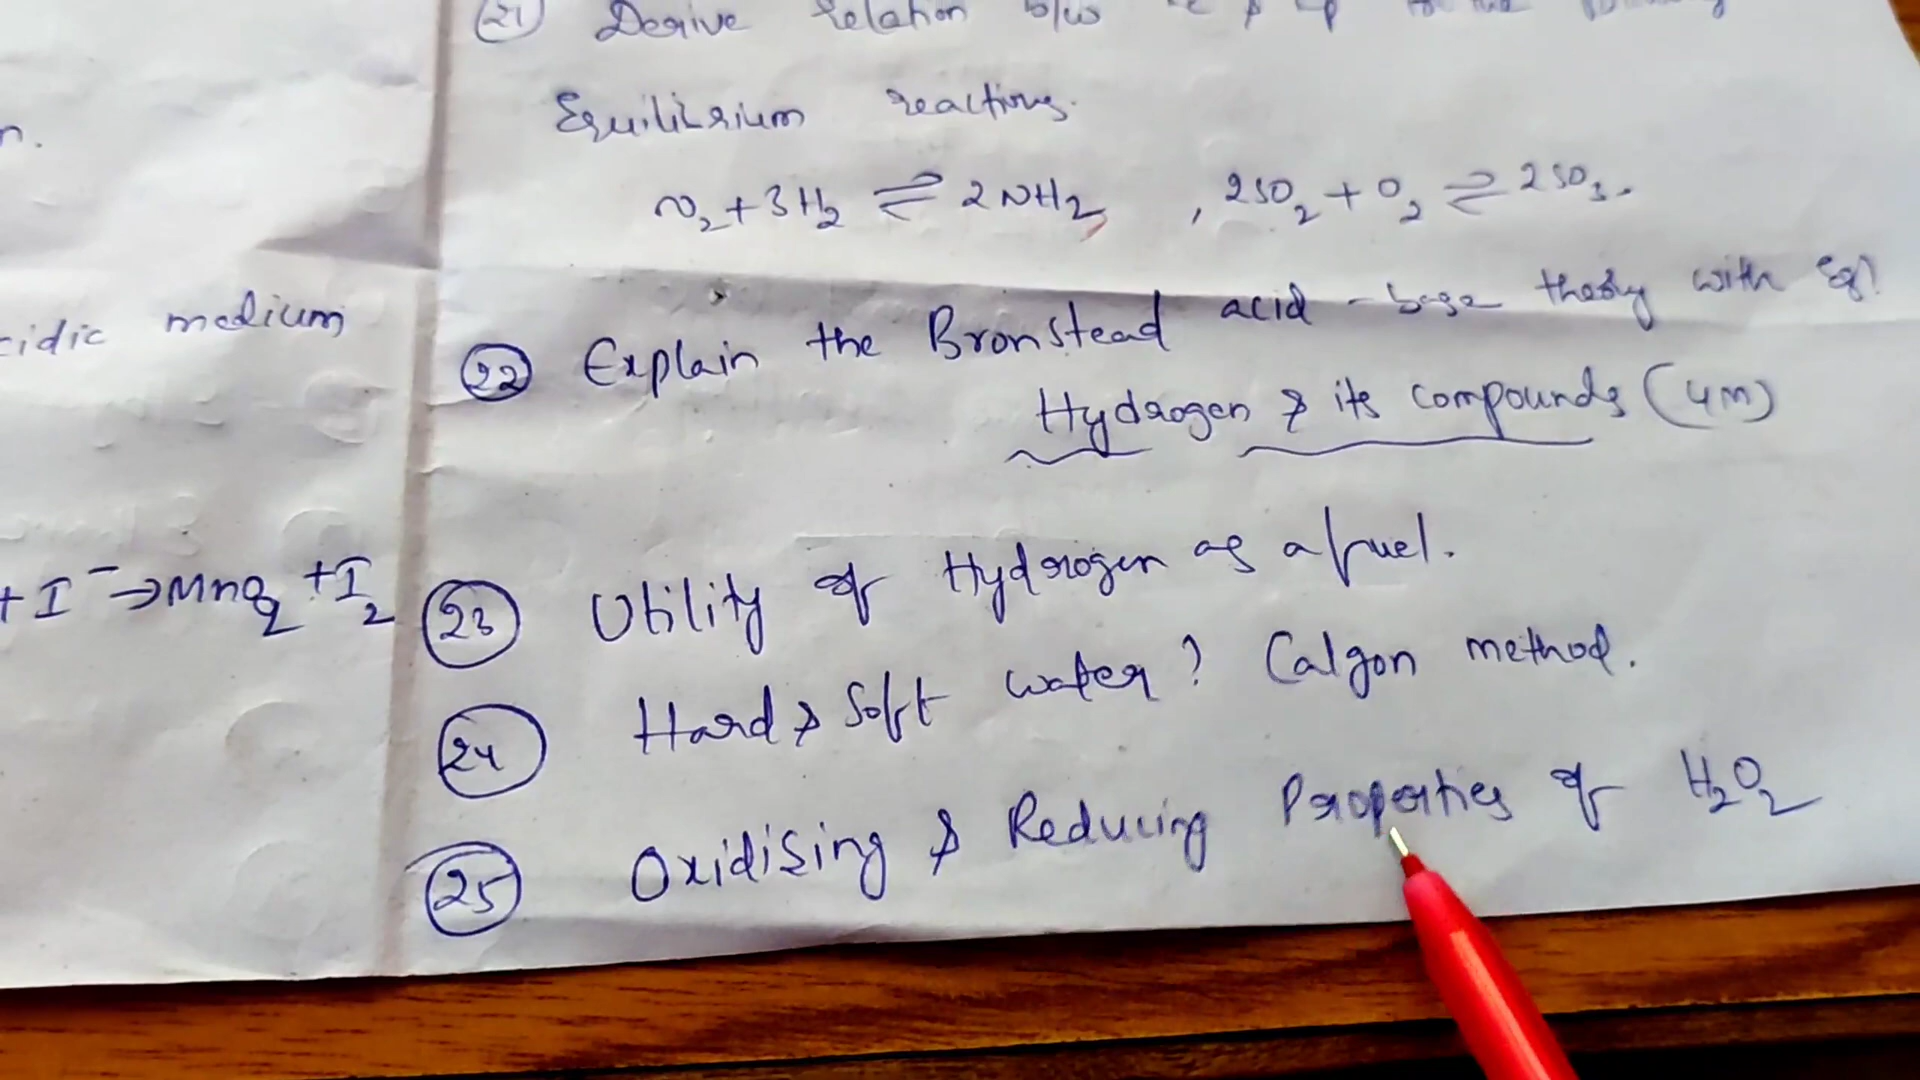 n.
cidic medium
+ I⁻ → MnO₂ + I₂
(21) Derive relation b/w
Equilibrium reactions.
N₂ + 3H₂ ⇌ 2NH₂ , 2SO₂ + O₂ ⇌ 2SO₃.
(22) Explain the Bronstead acid - base theory with Eg!
Hydrogen & its compounds (4m)
(23) Utility of Hydrogen as a fuel.
(24) Hard & Soft water? Calgon method.
(25) Oxidising & Reducing Properties of H₂O₂